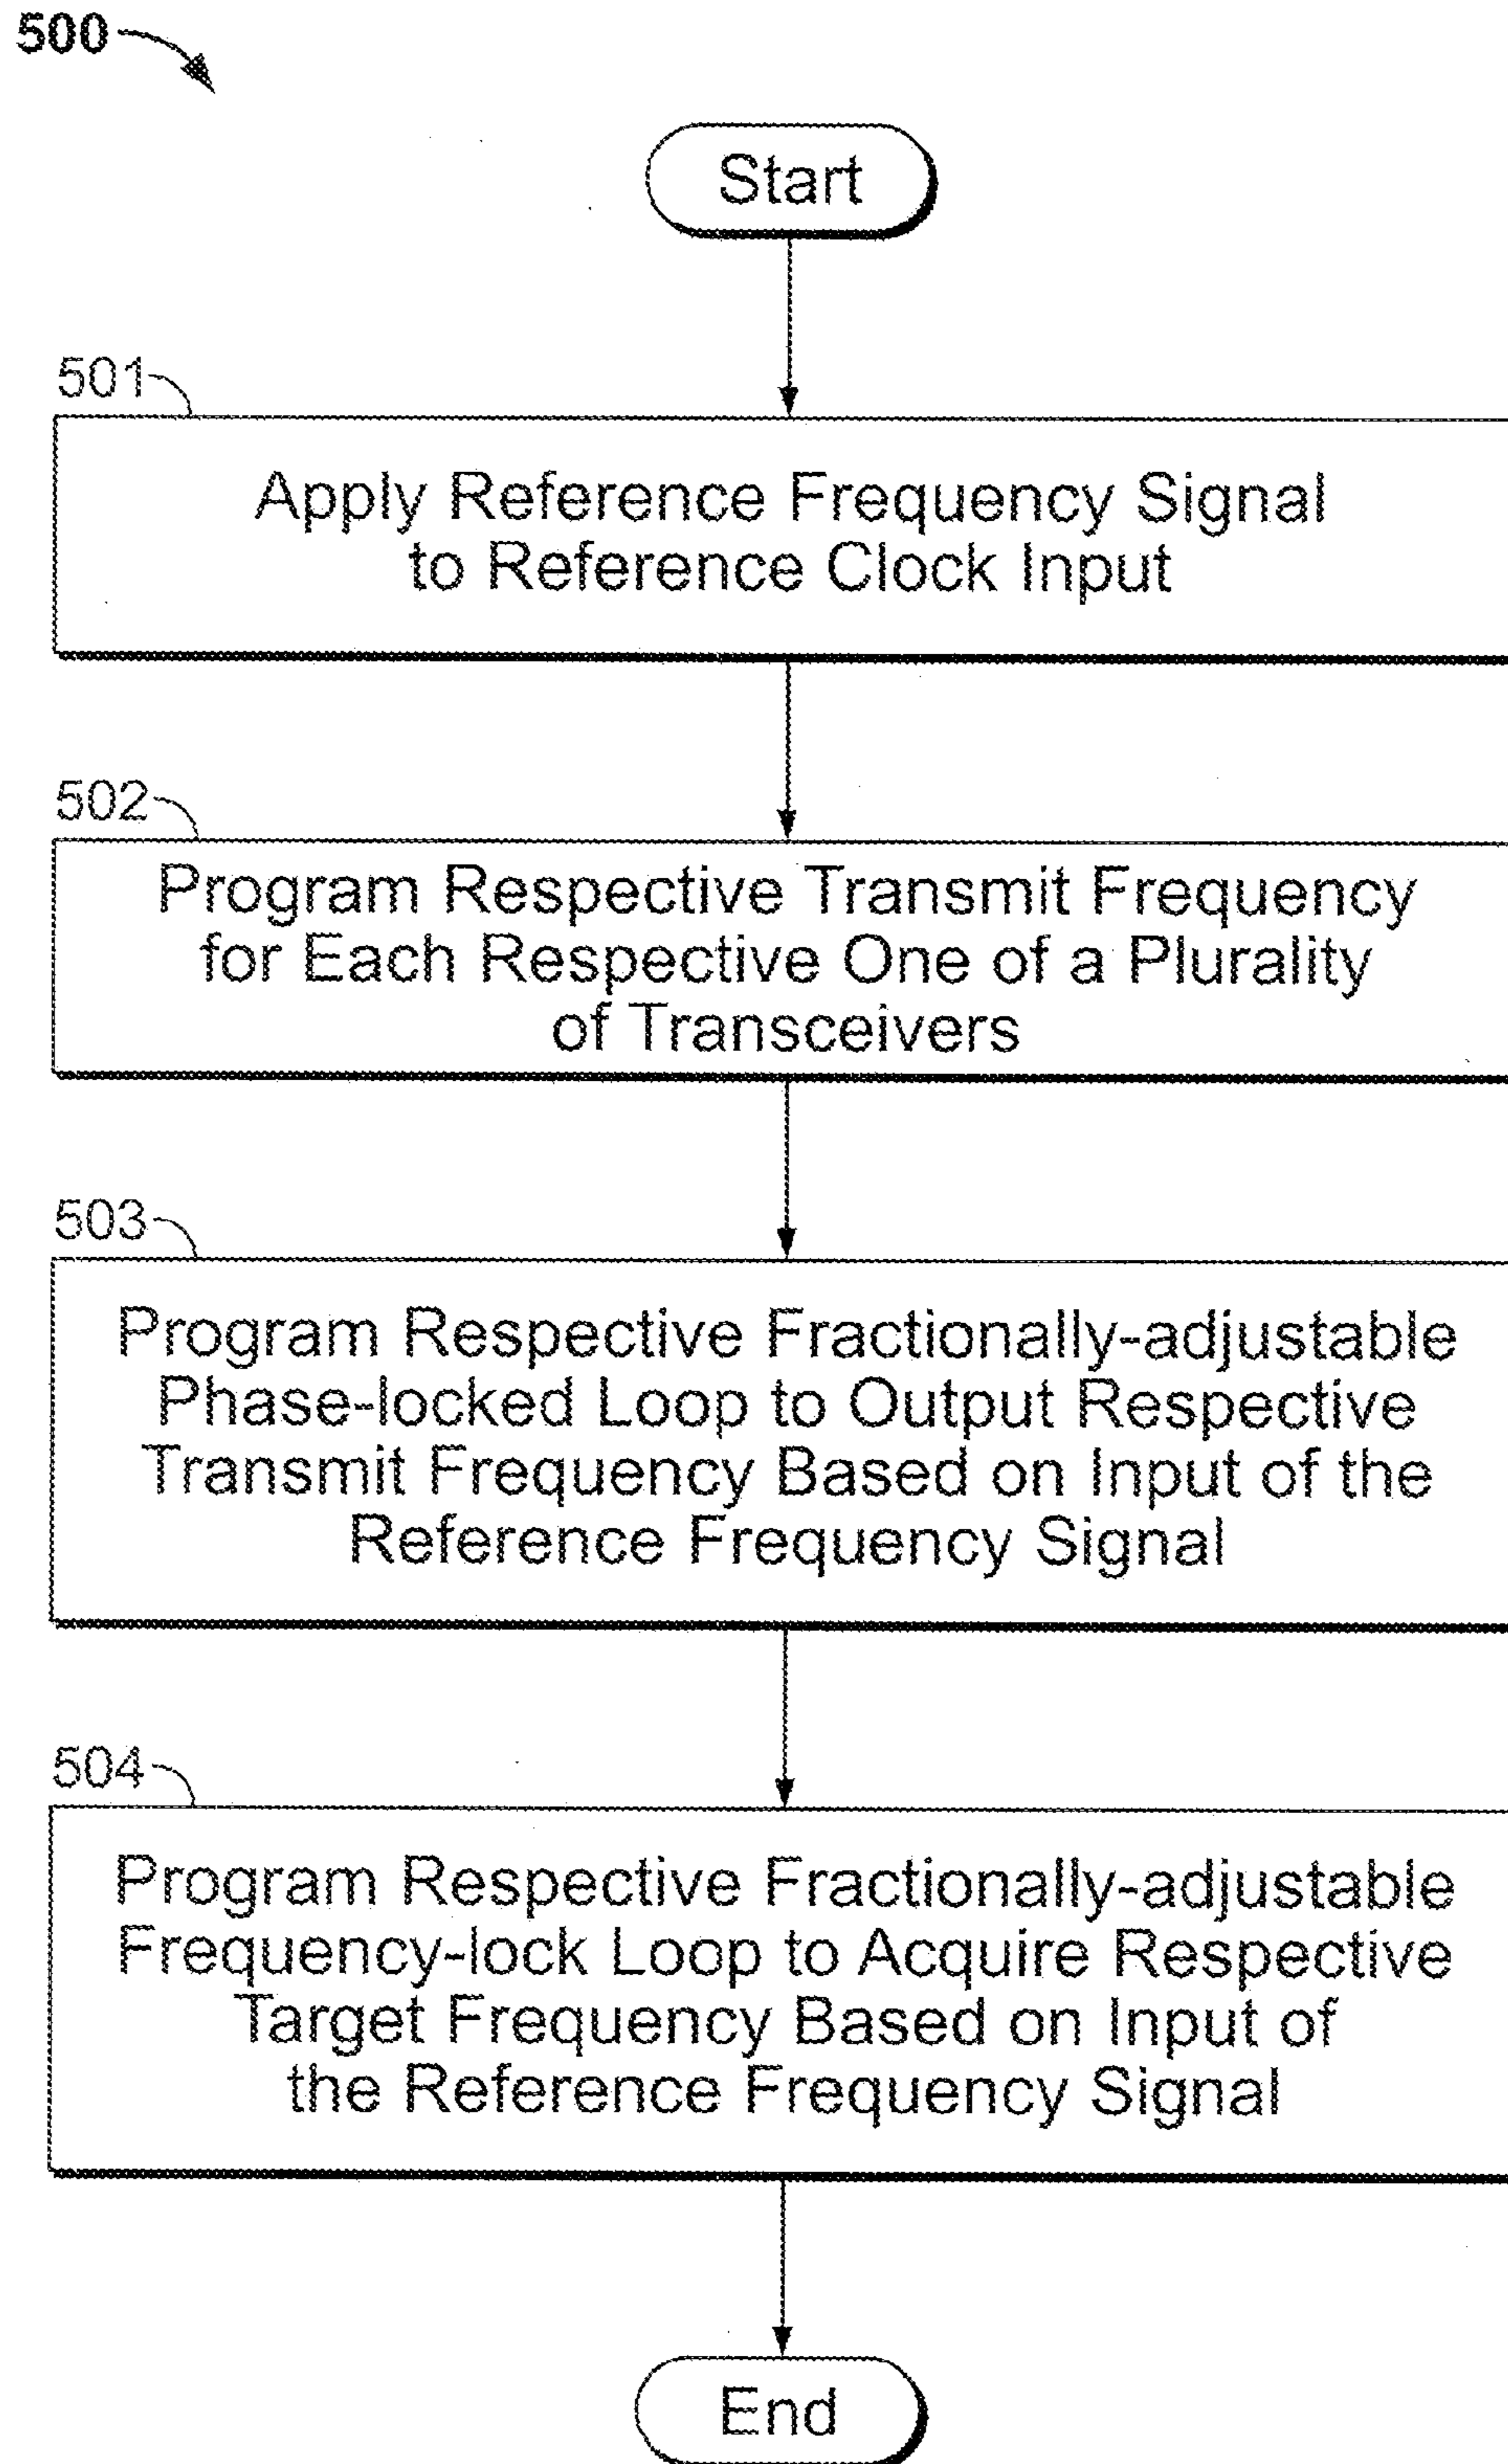 500
Start
501
Apply Reference Frequency Signal
to Reference Clock Input
502
Program Respective Transmit Frequency
for Each Respective One of a Plurality
of Transceivers
503
Program Respective Fractionally-adjustable
Phase-locked Loop to Output Respective
Transmit Frequency Based on Input of the
Reference Frequency Signal
504
Program Respective Fractionally-adjustable
Frequency-lock Loop to Acquire Respective
Target Frequency Based on Input of
the Reference Frequency Signal
End